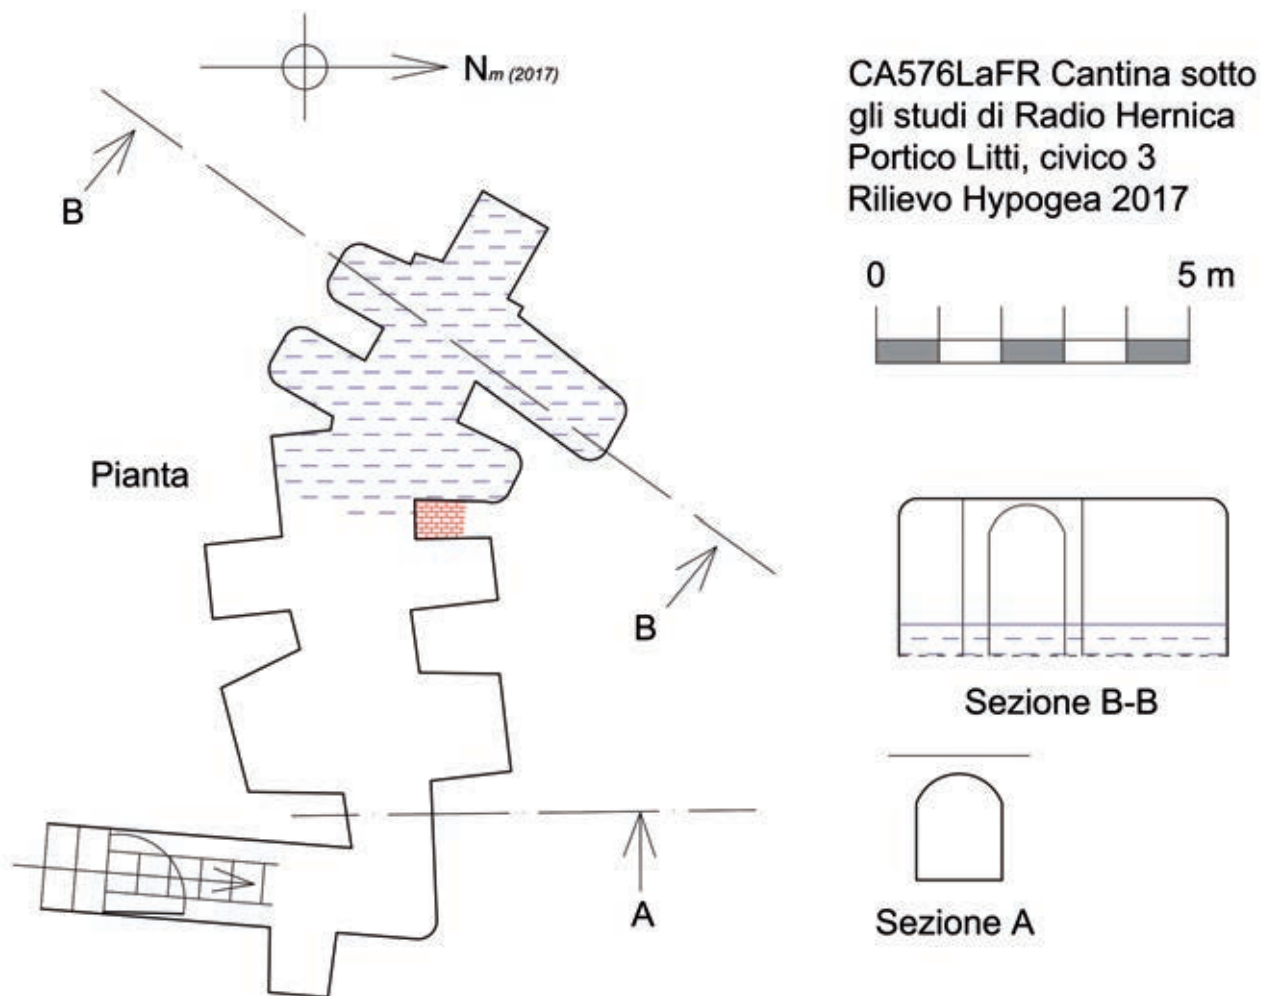 Nm (2017)
CA576LaFR Cantina sotto
gli studi di Radio Hernica
Portico Litti, civico 3
Rilievo Hypogea 2017
B
0 5 m
Pianta
B
Sezione B-B
A
Sezione A